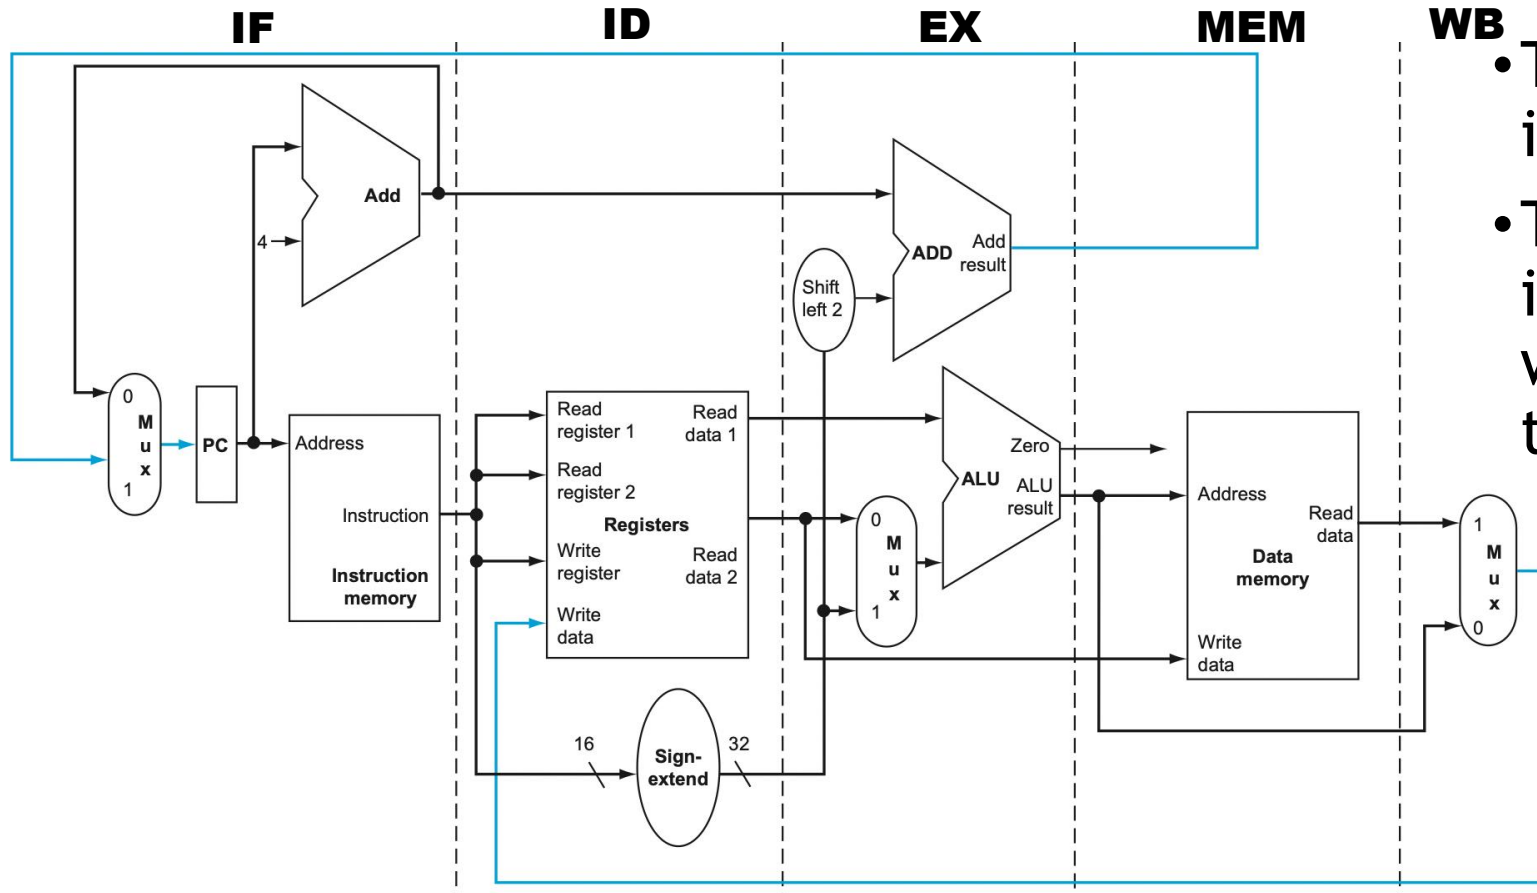 IF
ID
EX
MEM
WB
Add
4
0
M
u
x
1
PC
Address
Instruction
Instruction
memory
Read
register 1
Read
register 2
Write
register
Write
data
Registers
Read
data 1
Read
data 2
16
Sign-
extend
32
Shift
left 2
ADD
Add
result
0
M
u
x
1
ALU
Zero
ALU
result
Address
Write
data
Data
memory
Read
data
1
M
u
x
0